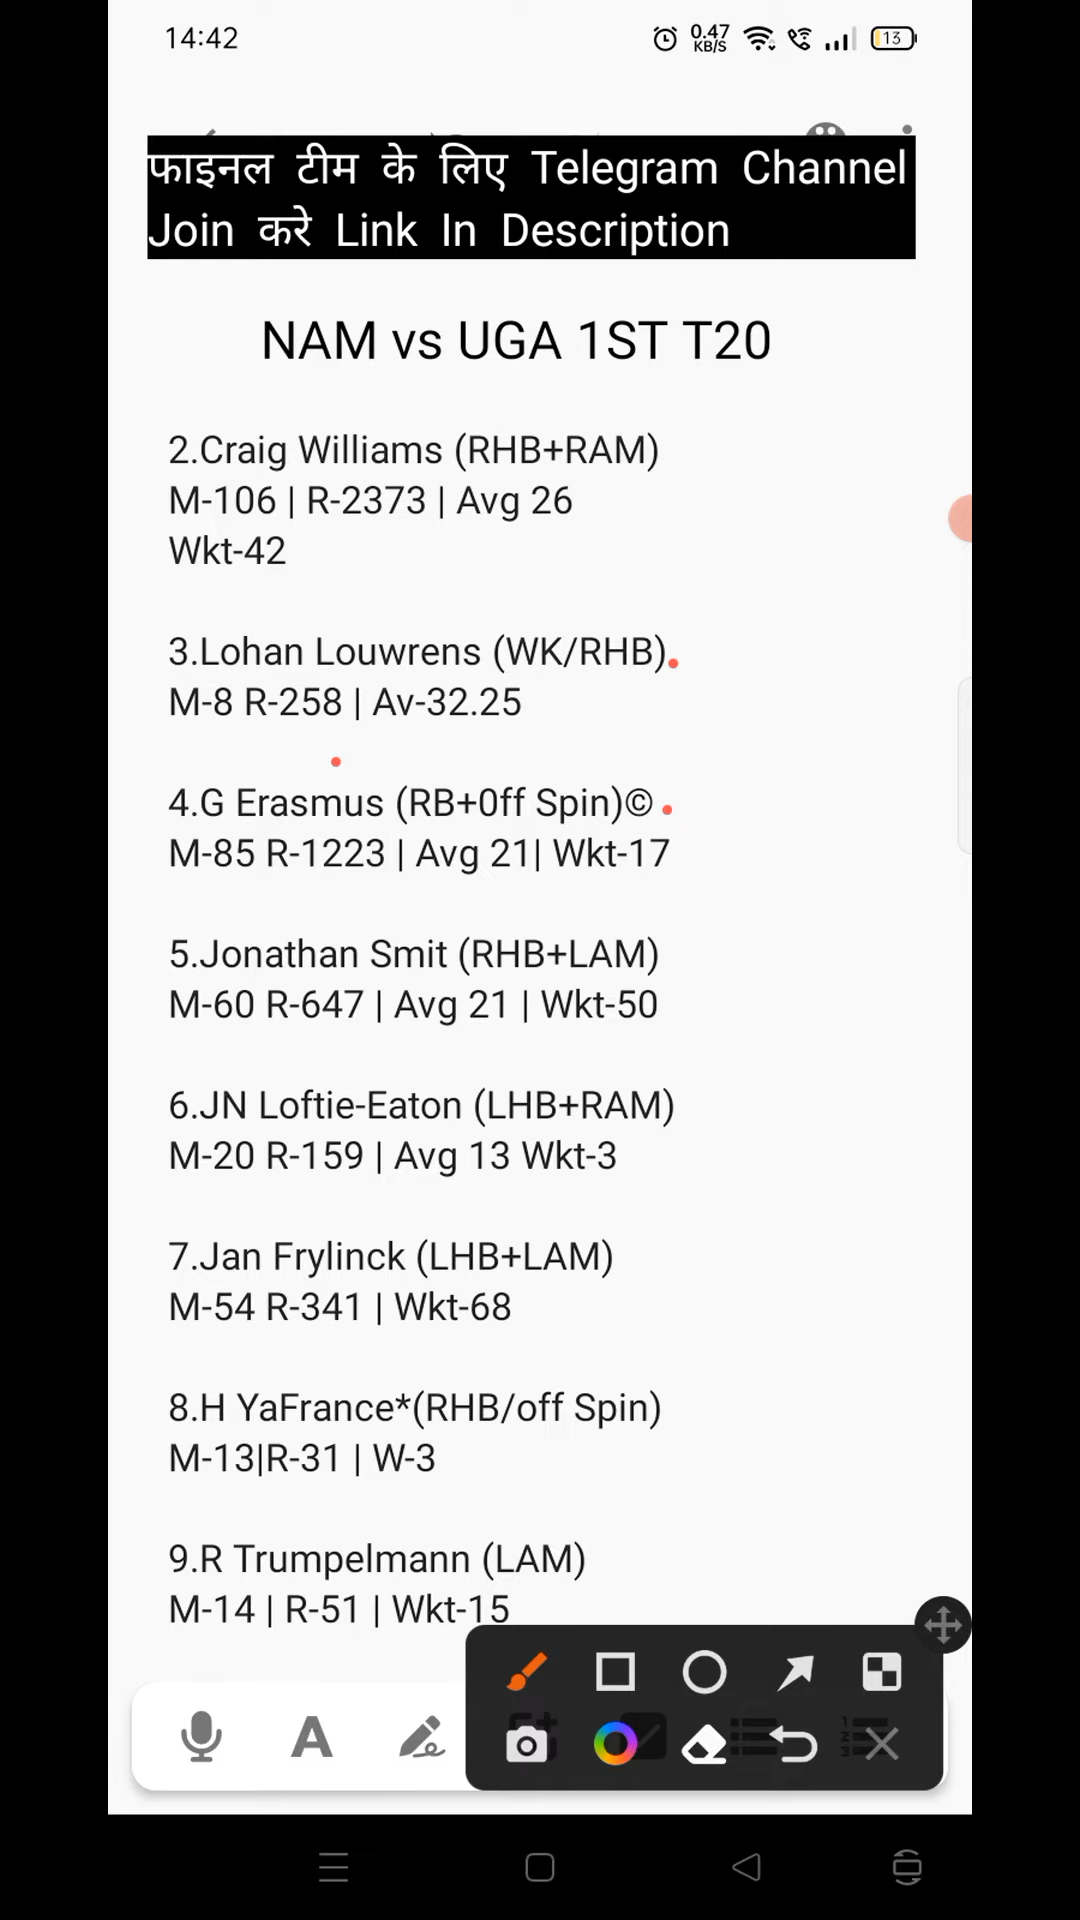 14:42
0.47
KB/S
13
फाइनल टीम के लिए Telegram Channel
Join करे Link In Description
NAM vs UGA 1ST T20
2.Craig Williams (RHB+RAM)
M-106 | R-2373 | Avg 26
Wkt-42
3.Lohan Louwrens (WK/RHB)
M-8 R-258 | Av-32.25
4.G Erasmus (RB+0ff Spin)©
M-85 R-1223 | Avg 21| Wkt-17
5.Jonathan Smit (RHB+LAM)
M-60 R-647 | Avg 21 | Wkt-50
6.JN Loftie-Eaton (LHB+RAM)
M-20 R-159 | Avg 13 Wkt-3
7.Jan Frylinck (LHB+LAM)
M-54 R-341 | Wkt-68
8.H YaFrance*(RHB/off Spin)
M-13|R-31 | W-3
9.R Trumpelmann (LAM)
M-14 | R-51 | Wkt-15
A